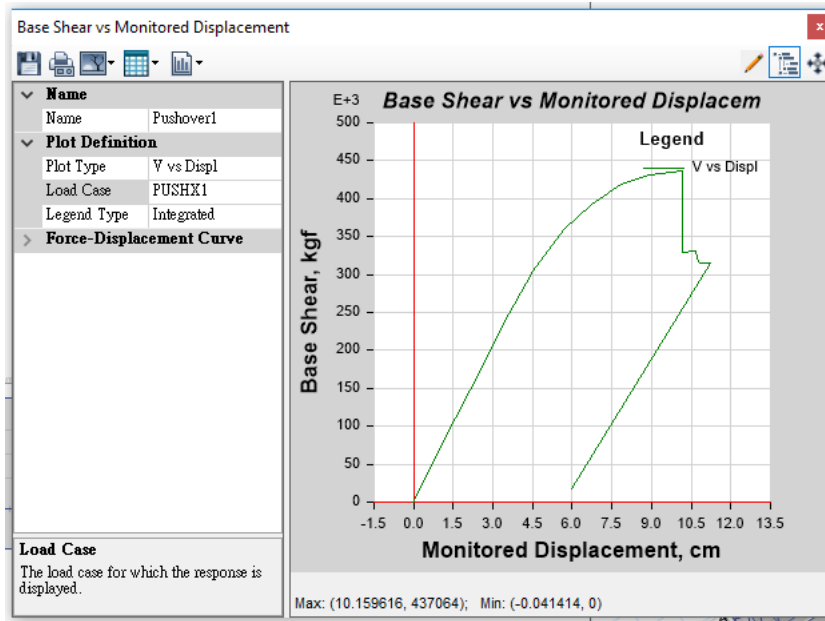 Base Shear vs Monitored Displacement
x
Name
Name Pushover1
Plot Definition
Plot Type V vs Displ
Load Case PUSHX1
Legend Type Integrated
Force-Displacement Curve
Load Case
The load case for which the response is
displayed.
E+3 Base Shear vs Monitored Displacem
Legend
V vs Displ
500
450
400
350
300
250
200
150
100
50
0
Base Shear, kgf
-1.5 0.0 1.5 3.0 4.5 6.0 7.5 9.0 10.5 12.0 13.5
Monitored Displacement, cm
Max: (10.159616, 437064); Min: (-0.041414, 0)